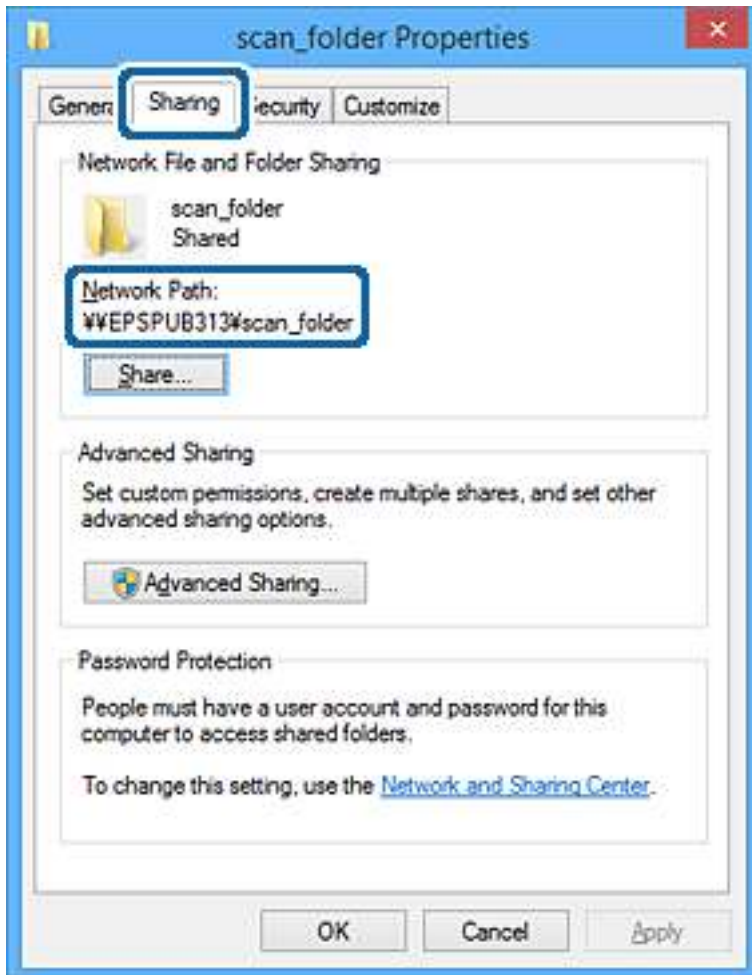 scan_folder Properties
Sharing Customize
Network File and Folder Sharing
scan_folder
Shared
Network Path:
¥¥EPSPUB313¥scan_folder
Share...
Advanced Sharing
Set custom permissions, create multiple shares, and set other
advanced sharing options.
Advanced Sharing...
Password Protection
People must have a user account and password for this
computer to access shared folders.
To change this setting, use the Network and Sharing Center.
OK Cancel Apply